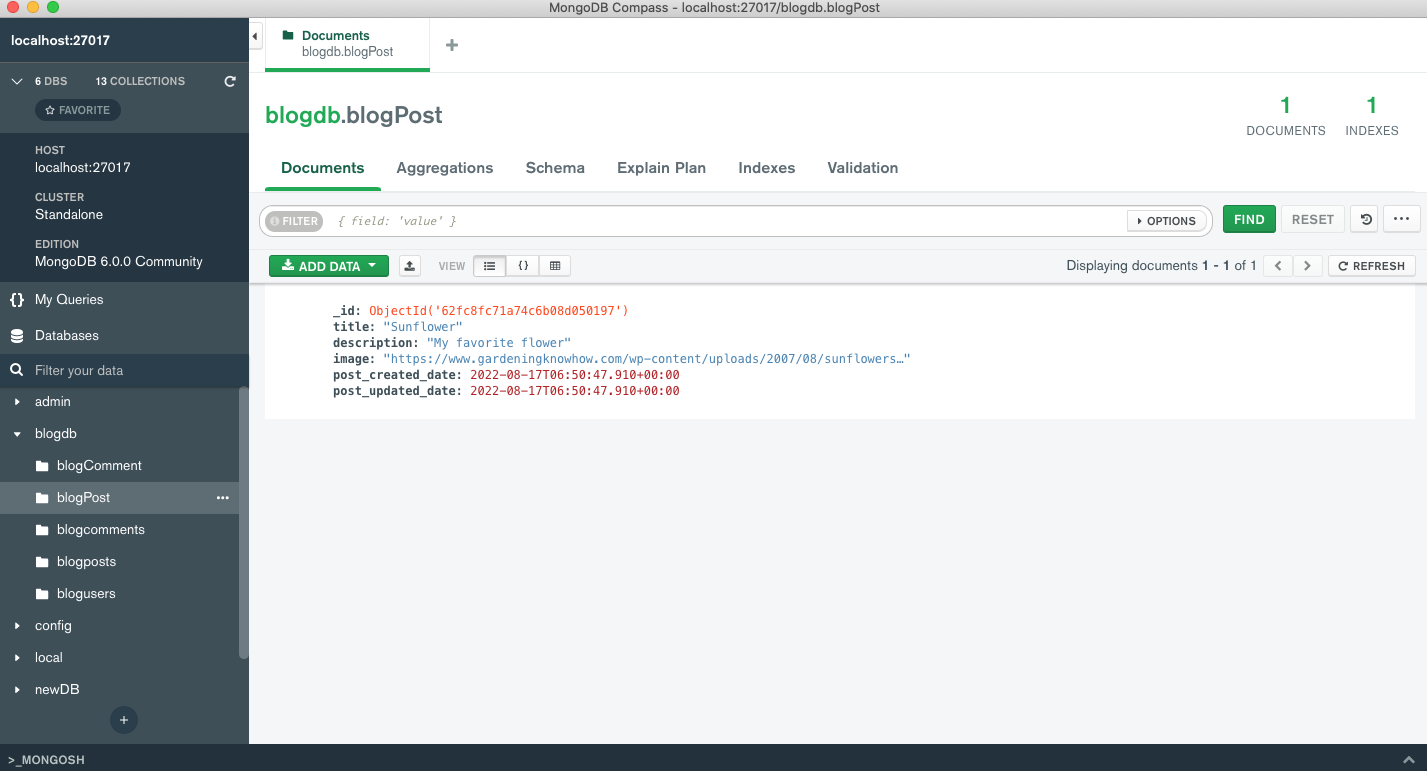 MongoDB Compass - localhost:27017/blogdb.blogPost
localhost:27017
6 DBS 13 COLLECTIONS
FAVORITE
HOST
localhost:27017
CLUSTER
Standalone
EDITION
MongoDB 6.0.0 Community
{} My Queries
Databases
Filter your data
admin
blogdb
blogComment
blogPost ...
blogcomments
blogposts
blogusers
config
local
newDB
+
>_MONGOSH
Documents
blogdb.blogPost
+
blogdb.blogPost
1
DOCUMENTS
1
INDEXES
Documents Aggregations Schema Explain Plan Indexes Validation
FILTER { field: 'value' } OPTIONS FIND RESET ...
ADD DATA VIEW {} Displaying documents 1 - 1 of 1 < > REFRESH
_id: ObjectId('62fc8fc71a74c6b08d050197')
title: "Sunflower"
description: "My favorite flower"
image: "https://www.gardeningknowhow.com/wp-content/uploads/2007/08/sunflowers…"
post_created_date: 2022-08-17T06:50:47.910+00:00
post_updated_date: 2022-08-17T06:50:47.910+00:00